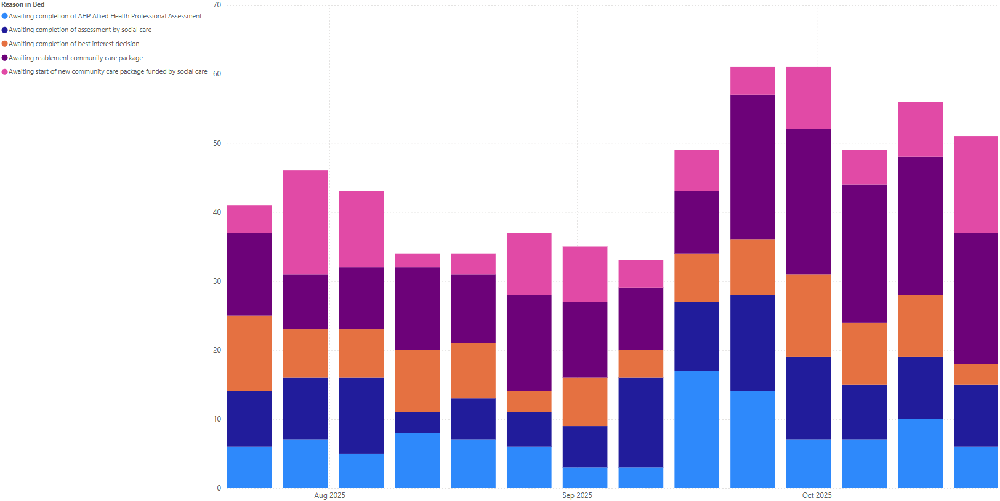 Reason in Bed
Awaiting completion of AHP Allied Health Professional Assessment
Awaiting completion of assessment by social care
Awaiting completion of best interest decision
Awaiting reablement community care package
Awaiting start of new community care package funded by social care
70
60
50
40
30
20
10
0
Aug 2025 Sep 2025 Oct 2025